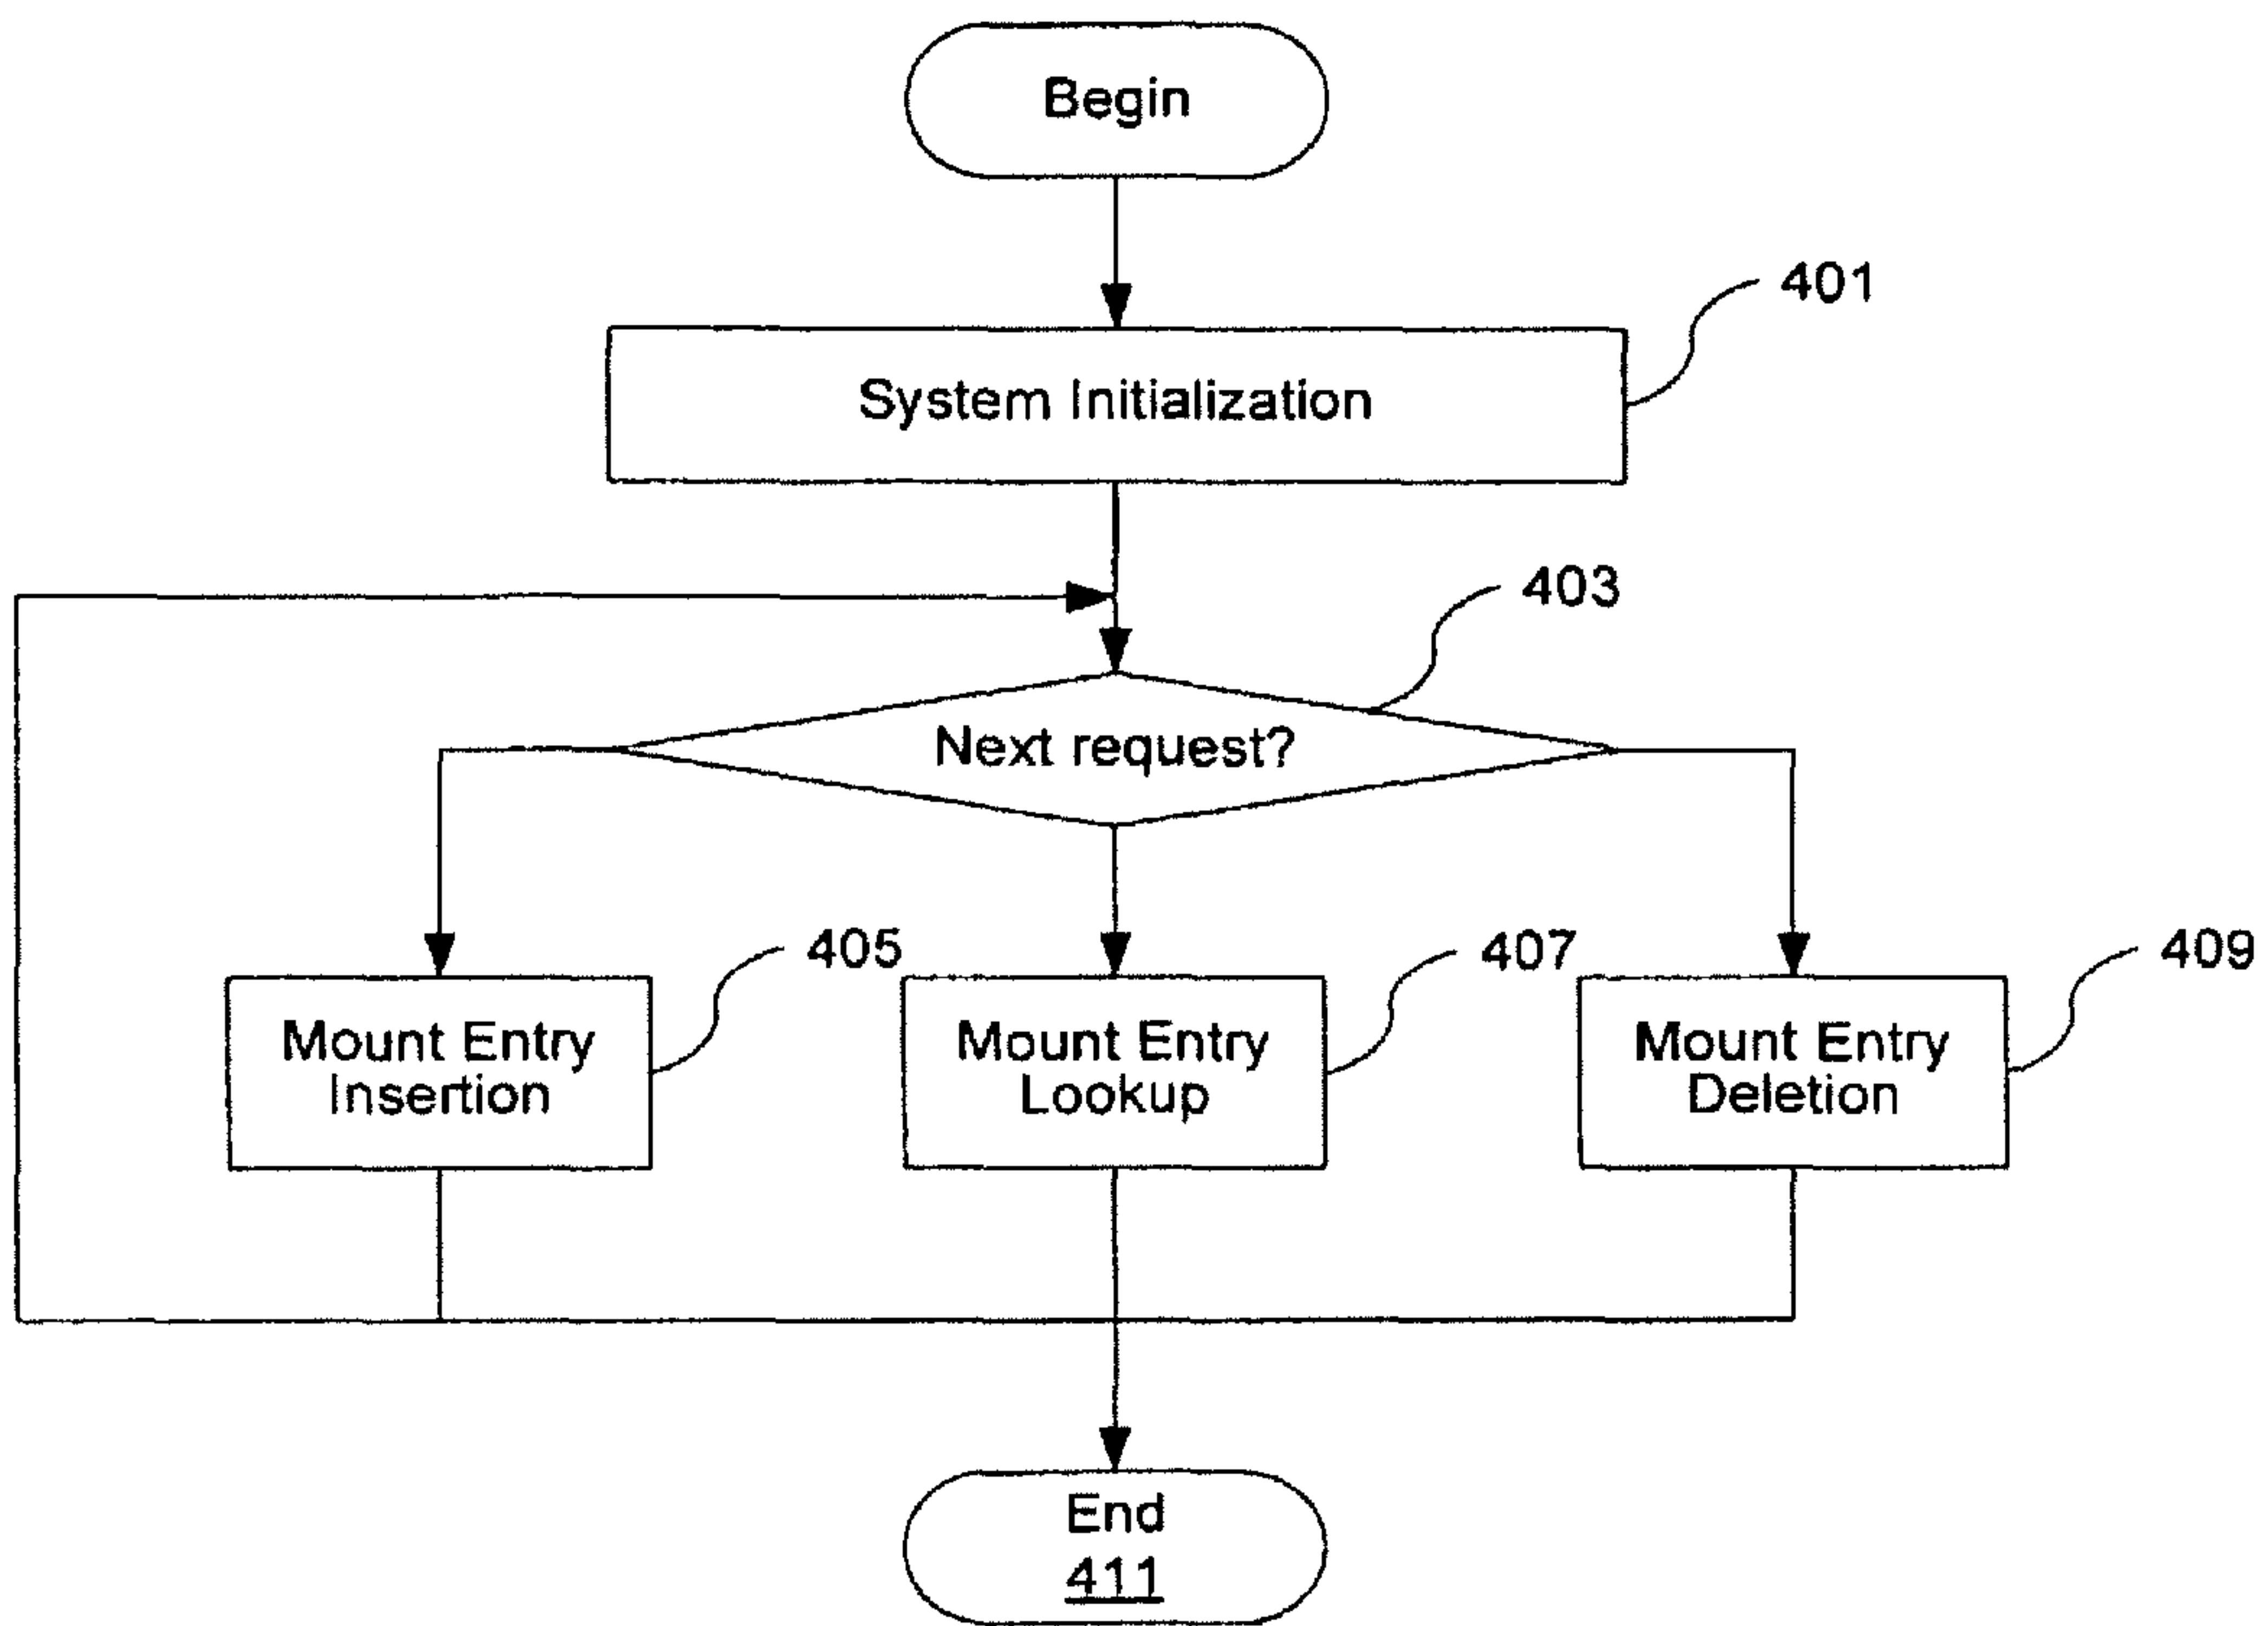 Begin
401
System Initialization
403
Next request?
405
407
409
Mount Entry
Insertion
Mount Entry
Lookup
Mount Entry
Deletion
End
411